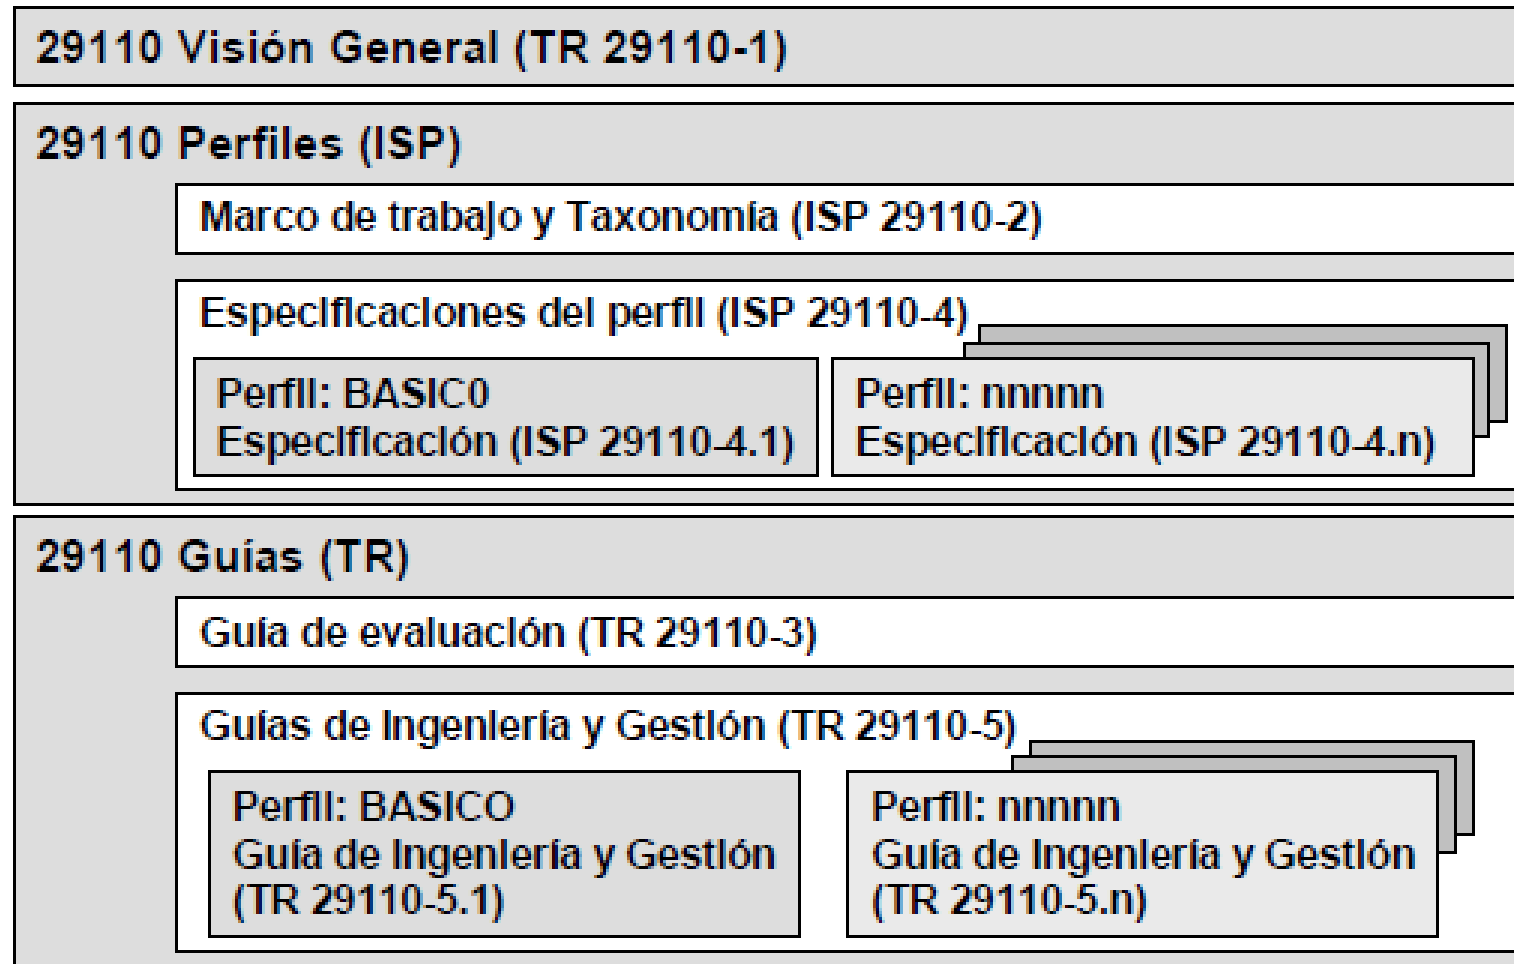 29110 Visión General (TR 29110-1)
29110 Perfiles (ISP)
Marco de trabajo y Taxonomía (ISP 29110-2)
Especificaciones del perfil (ISP 29110-4)
Perfil: BASIC0
Especificación (ISP 29110-4.1)
Perfil: nnnnn
Especificación (ISP 29110-4.n)
29110 Guías (TR)
Guía de evaluación (TR 29110-3)
Guías de Ingeniería y Gestión (TR 29110-5)
Perfil: BASICO
Guía de Ingeniería y Gestión
(TR 29110-5.1)
Perfil: nnnnn
Guía de Ingeniería y Gestión
(TR 29110-5.n)